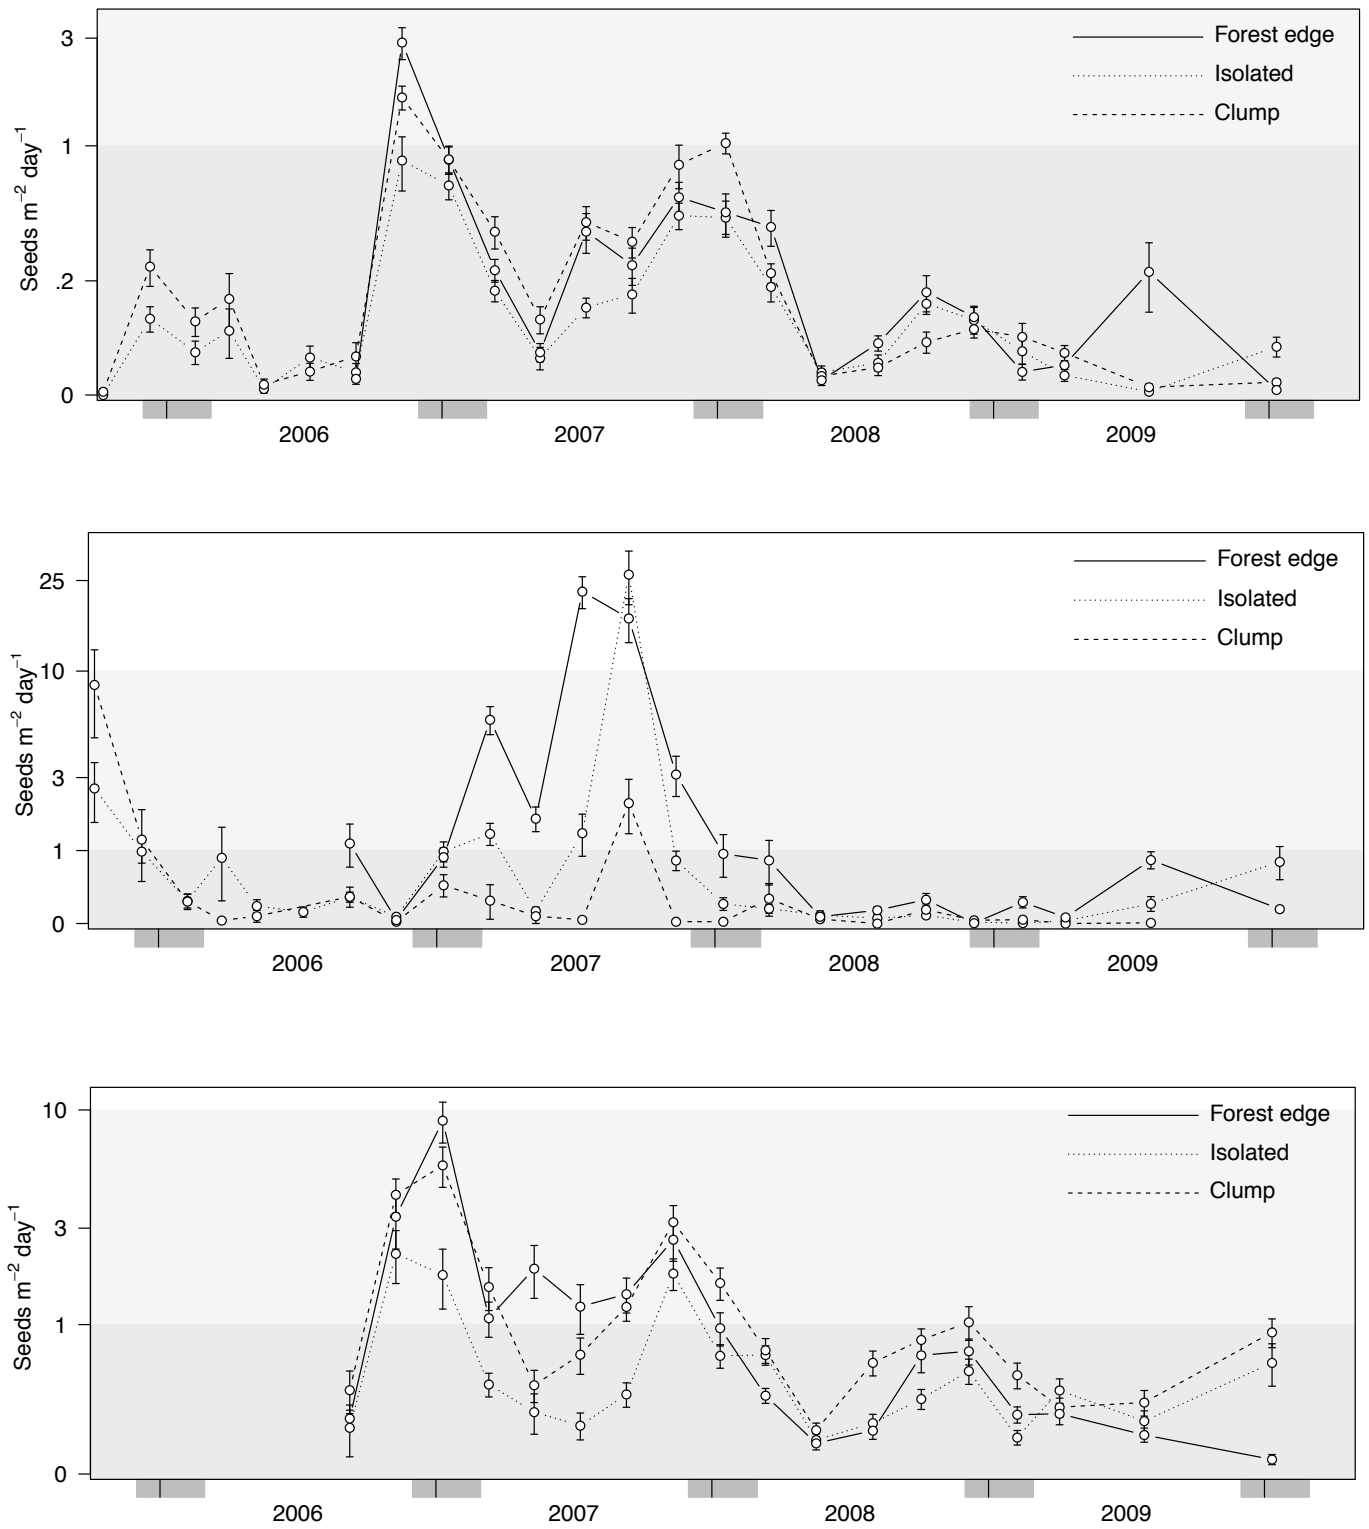 3
1
.2
0
Seeds m⁻² day⁻¹
Forest edge
Isolated
Clump
2006 2007 2008 2009
25
10
3
1
0
Seeds m⁻² day⁻¹
Forest edge
Isolated
Clump
2006 2007 2008 2009
10
3
1
0
Seeds m⁻² day⁻¹
Forest edge
Isolated
Clump
2006 2007 2008 2009